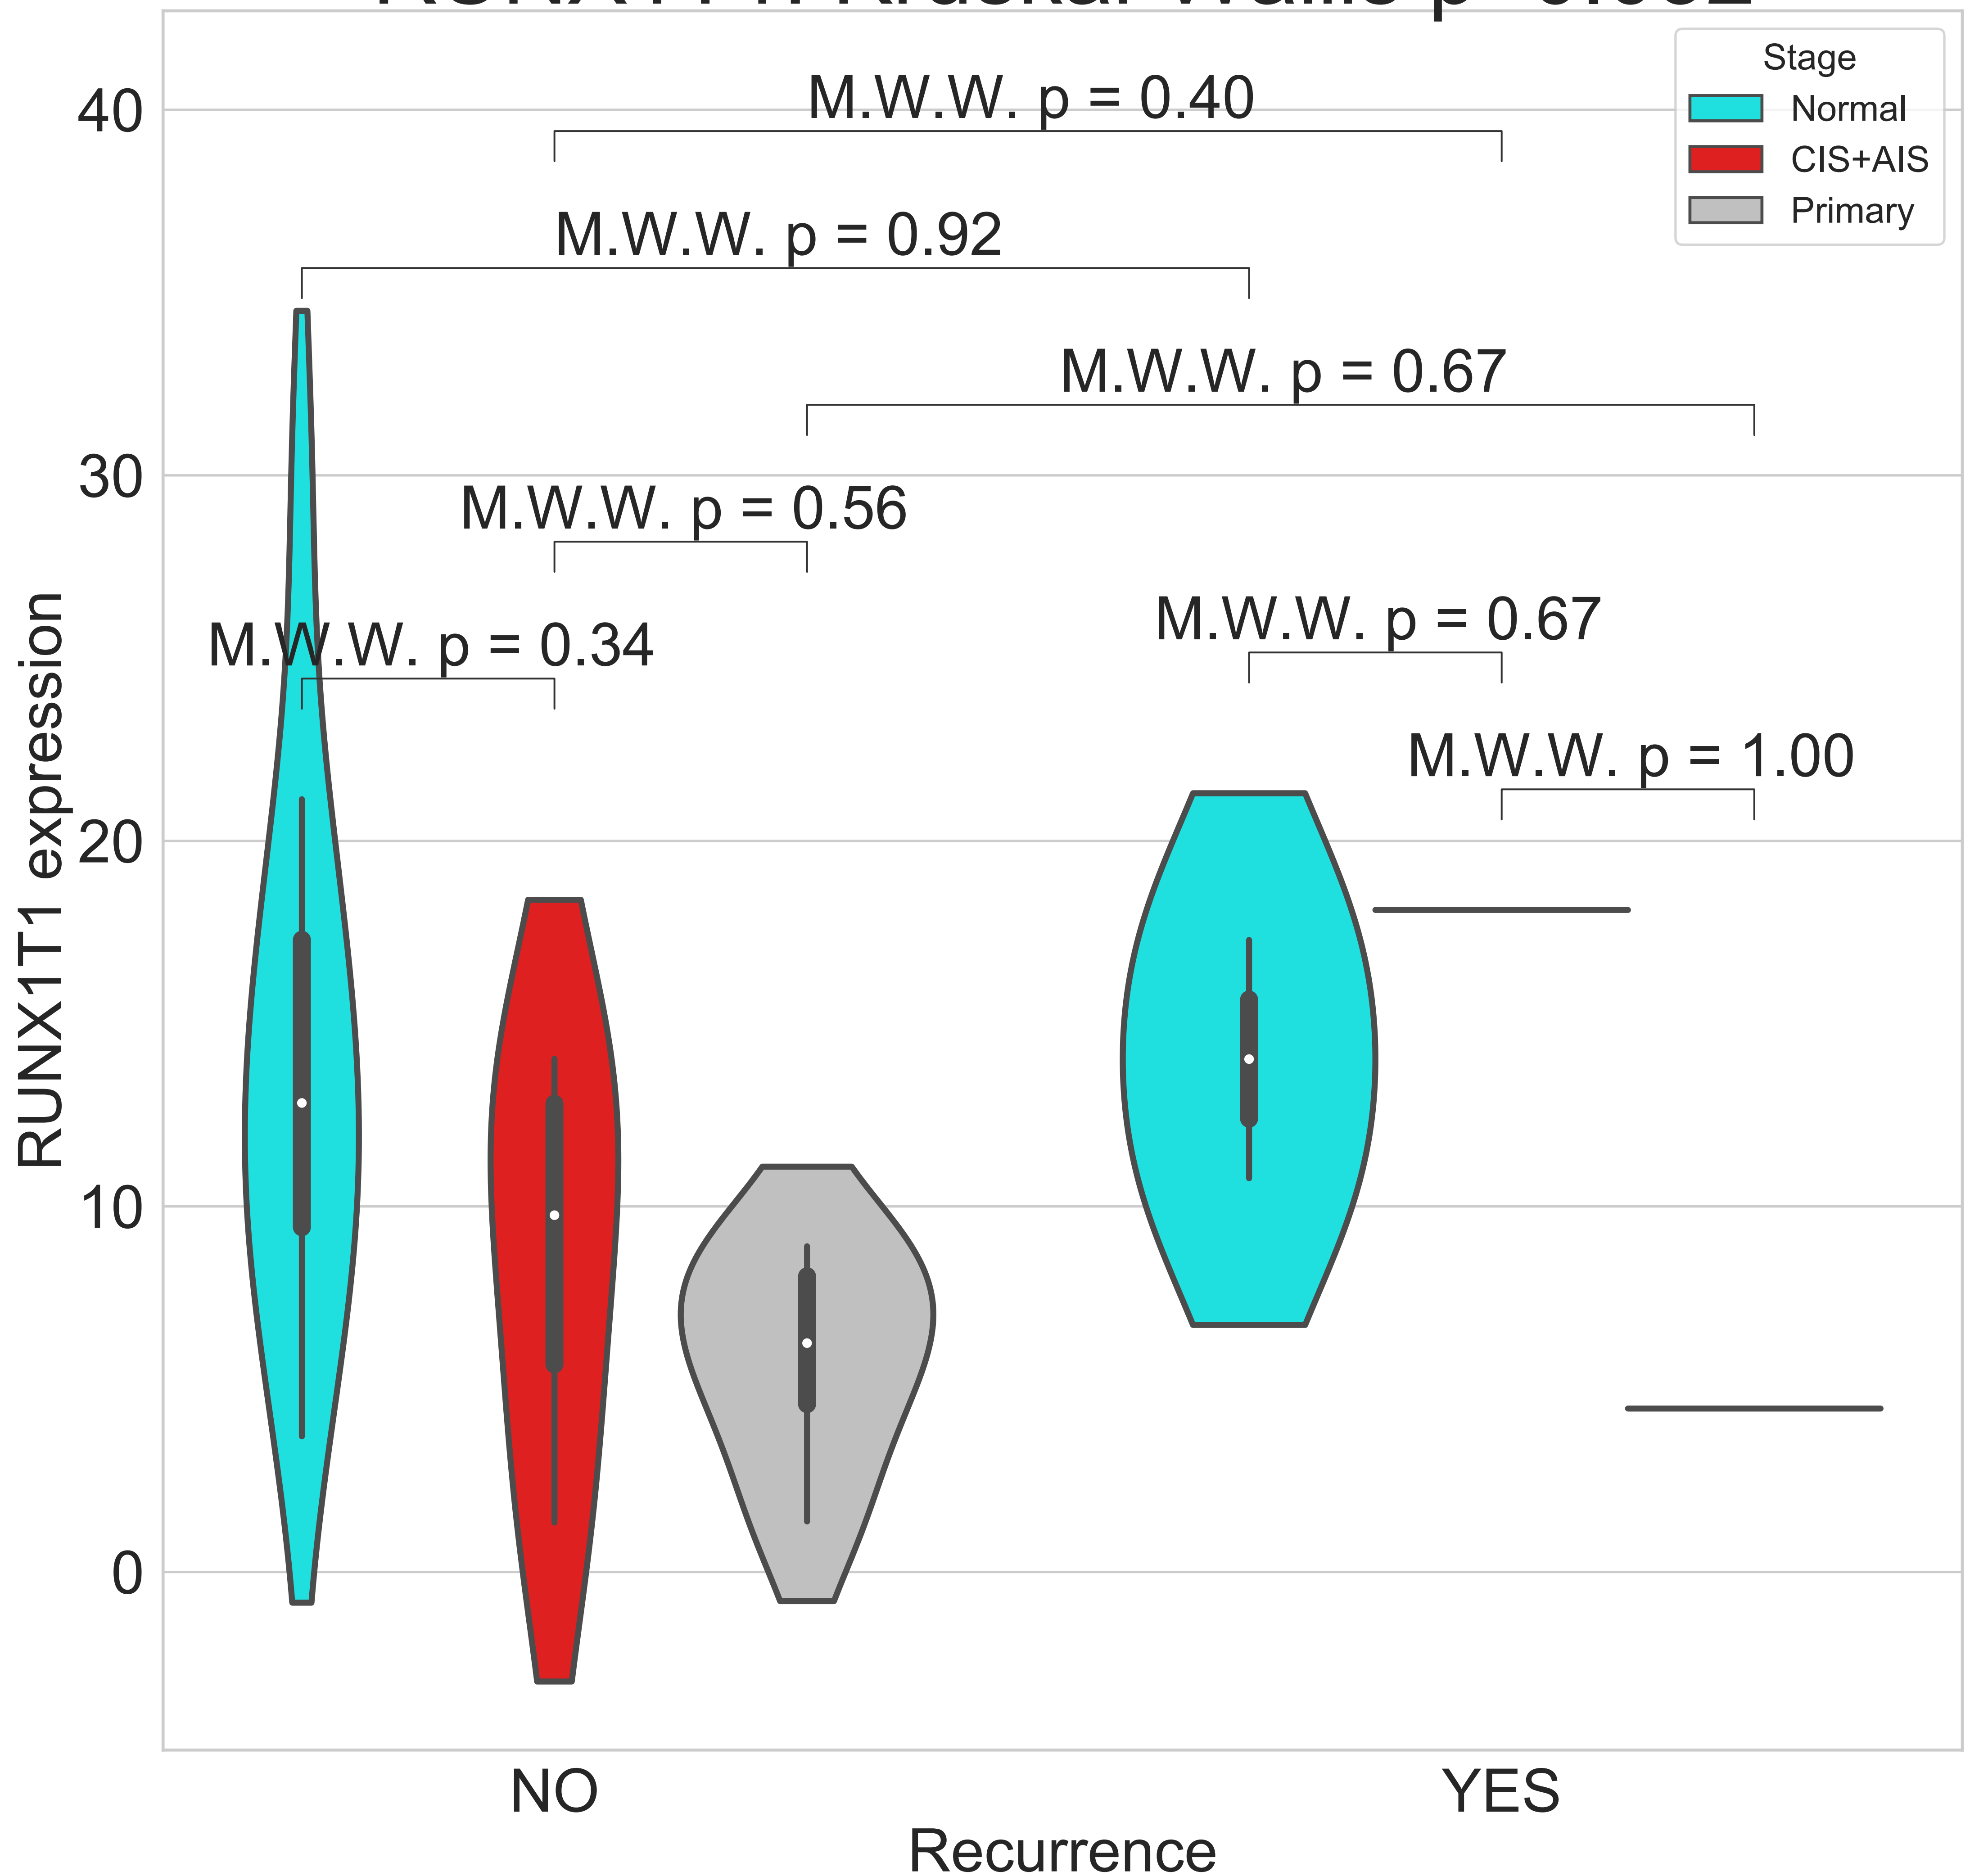 Stage
Normal
CIS+AIS
Primary
M.W.W. p = 0.40
M.W.W. p = 0.92
M.W.W. p = 0.67
M.W.W. p = 0.56
M.W.W. p = 0.34
M.W.W. p = 0.67
M.W.W. p = 1.00
40
30
20
10
0
RUNX1T1 expression
NO
YES
Recurrence